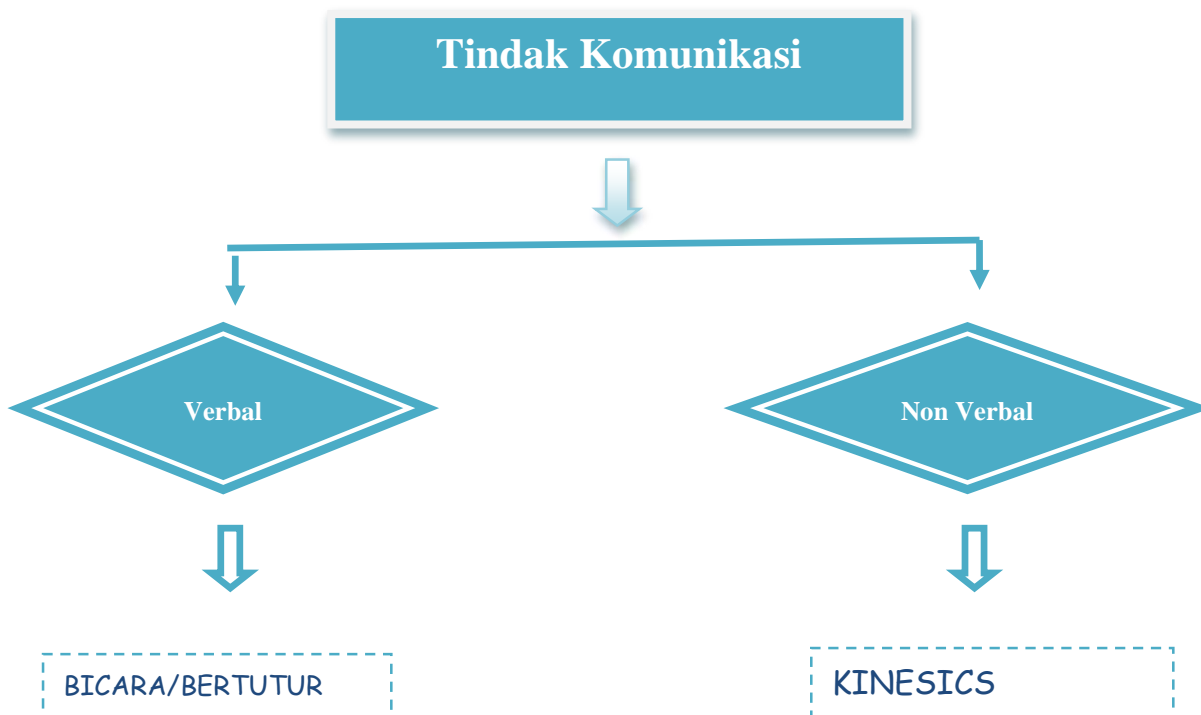 Tindak Komunikasi
Verbal
Non Verbal
BICARA/BERTUTUR
KINESICS